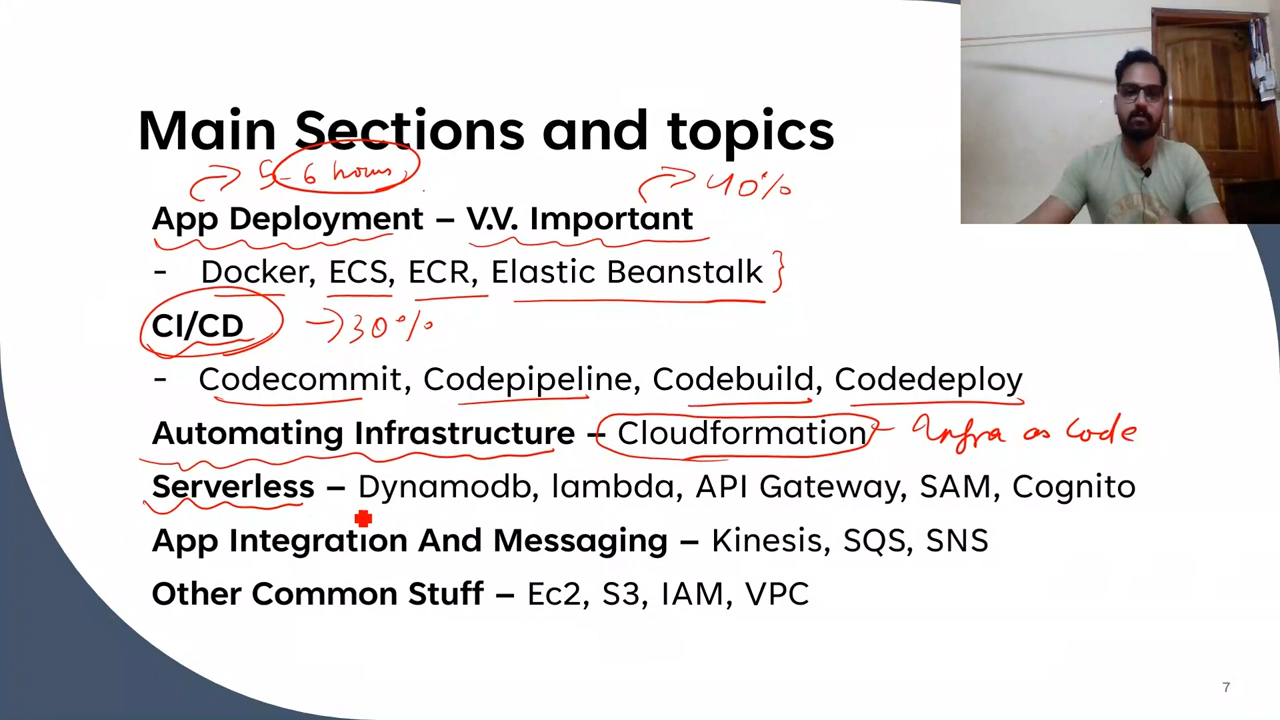 Main Sections and topics
5-6 hours
40%
App Deployment – V.V. Important
- Docker, ECS, ECR, Elastic Beanstalk
CI/CD
30%
- Codecommit, Codepipeline, Codebuild, Codedeploy
Automating Infrastructure – Cloudformation
Infra as code
Serverless – Dynamodb, lambda, API Gateway, SAM, Cognito
App Integration And Messaging – Kinesis, SQS, SNS
Other Common Stuff – Ec2, S3, IAM, VPC
7